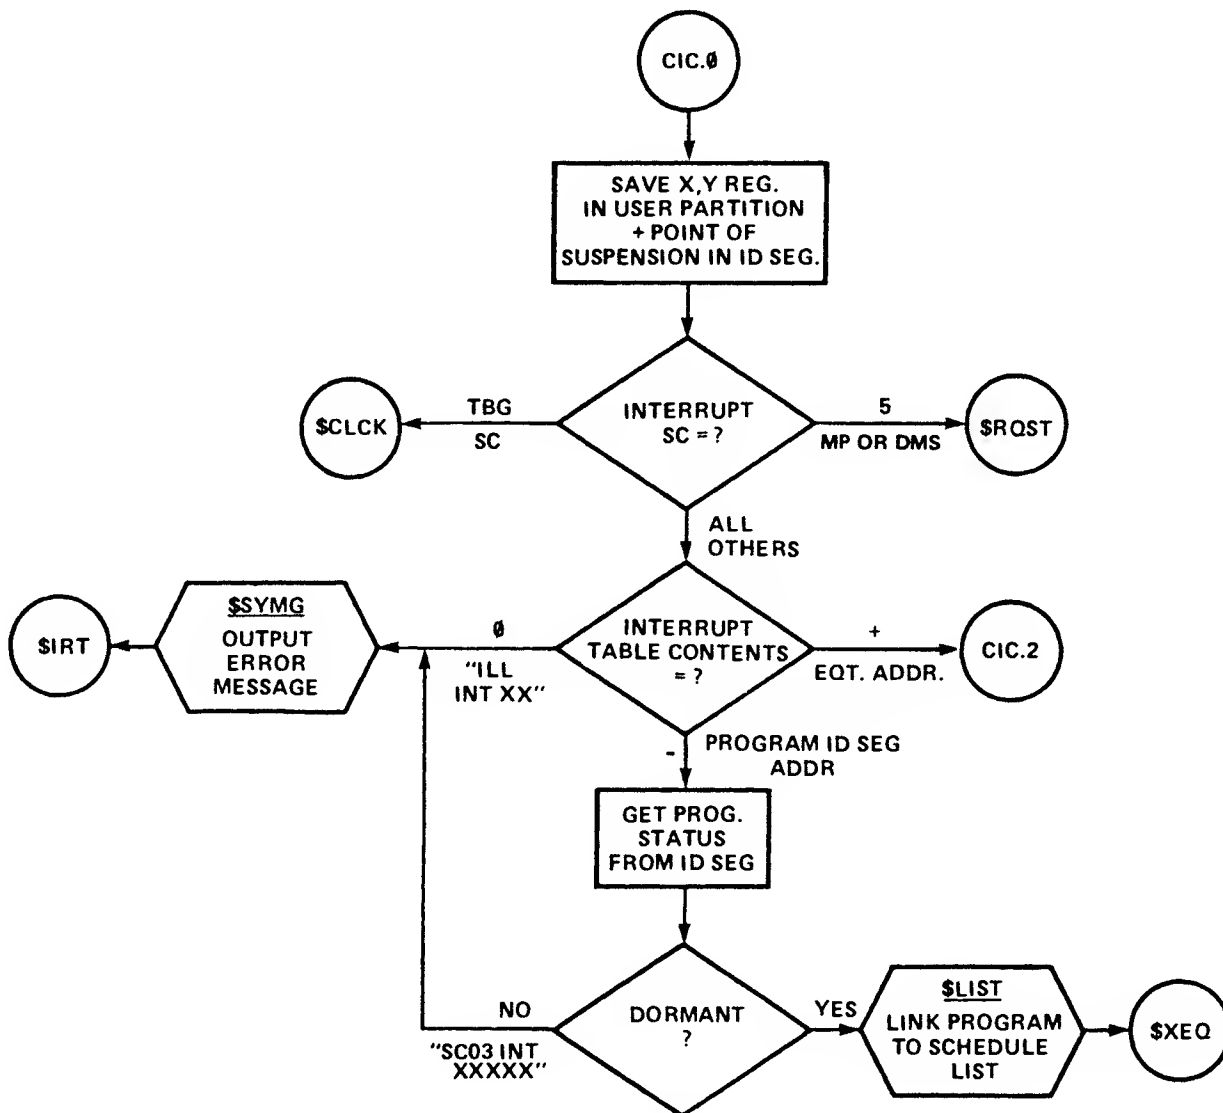 CIC.Ø
SAVE X,Y REG.
IN USER PARTITION
+ POINT OF
SUSPENSION IN ID SEG.
TBG
SC
$CLCK
INTERRUPT
SC = ?
5
MP OR DMS
$RQST
ALL
OTHERS
$IRT
$SYMG
OUTPUT
ERROR
MESSAGE
Ø
"ILL
INT XX"
INTERRUPT
TABLE CONTENTS
= ?
+
EQT. ADDR.
CIC.2
-
PROGRAM ID SEG
ADDR
GET PROG.
STATUS
FROM ID SEG
NO
"SC03 INT
XXXXX"
DORMANT
?
YES
$LIST
LINK PROGRAM
TO SCHEDULE
LIST
$XEQ